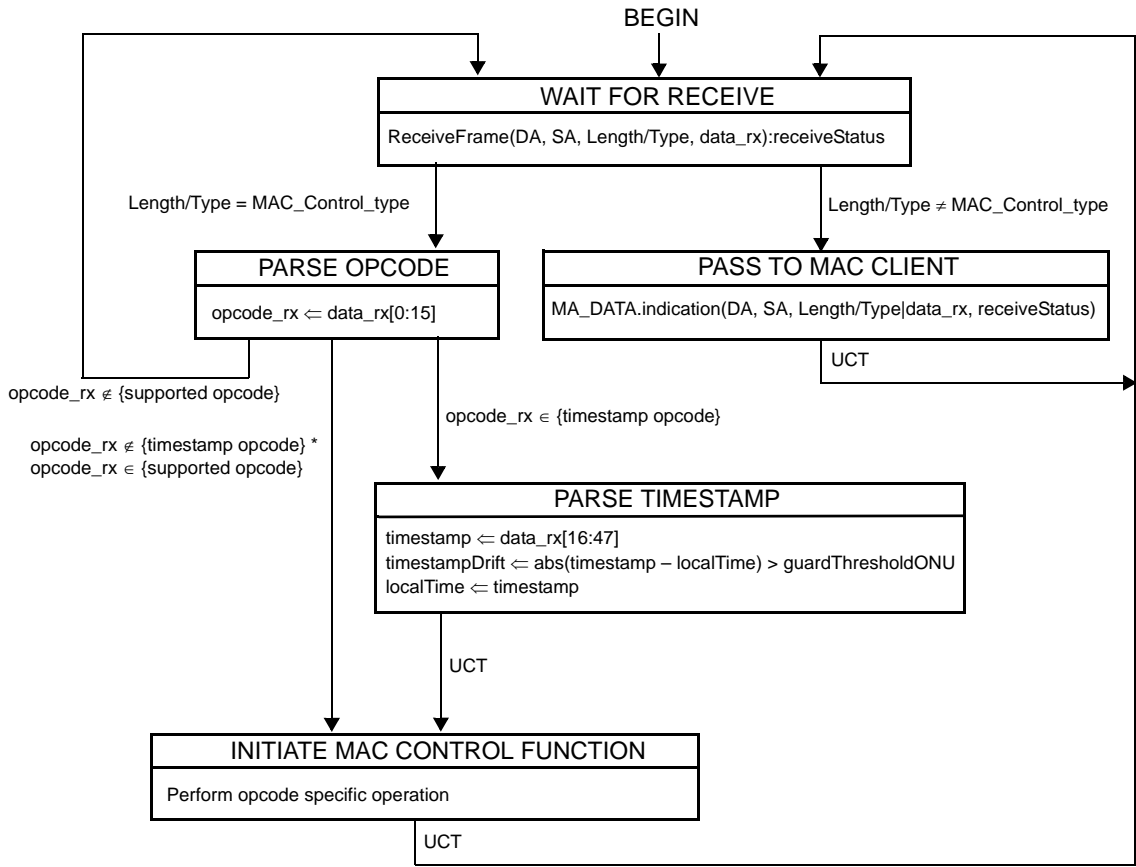 BEGIN
WAIT FOR RECEIVE
ReceiveFrame(DA, SA, Length/Type, data_rx):receiveStatus
Length/Type = MAC_Control_type
Length/Type ≠ MAC_Control_type
PARSE OPCODE
opcode_rx ⇐ data_rx[0:15]
PASS TO MAC CLIENT
MA_DATA.indication(DA, SA, Length/Type|data_rx, receiveStatus)
UCT
opcode_rx ∉ {supported opcode}
opcode_rx ∈ {timestamp opcode}
opcode_rx ∉ {timestamp opcode} *
opcode_rx ∈ {supported opcode}
PARSE TIMESTAMP
timestamp ⇐ data_rx[16:47]
timestampDrift ⇐ abs(timestamp – localTime) > guardThresholdONU
localTime ⇐ timestamp
UCT
INITIATE MAC CONTROL FUNCTION
Perform opcode specific operation
UCT